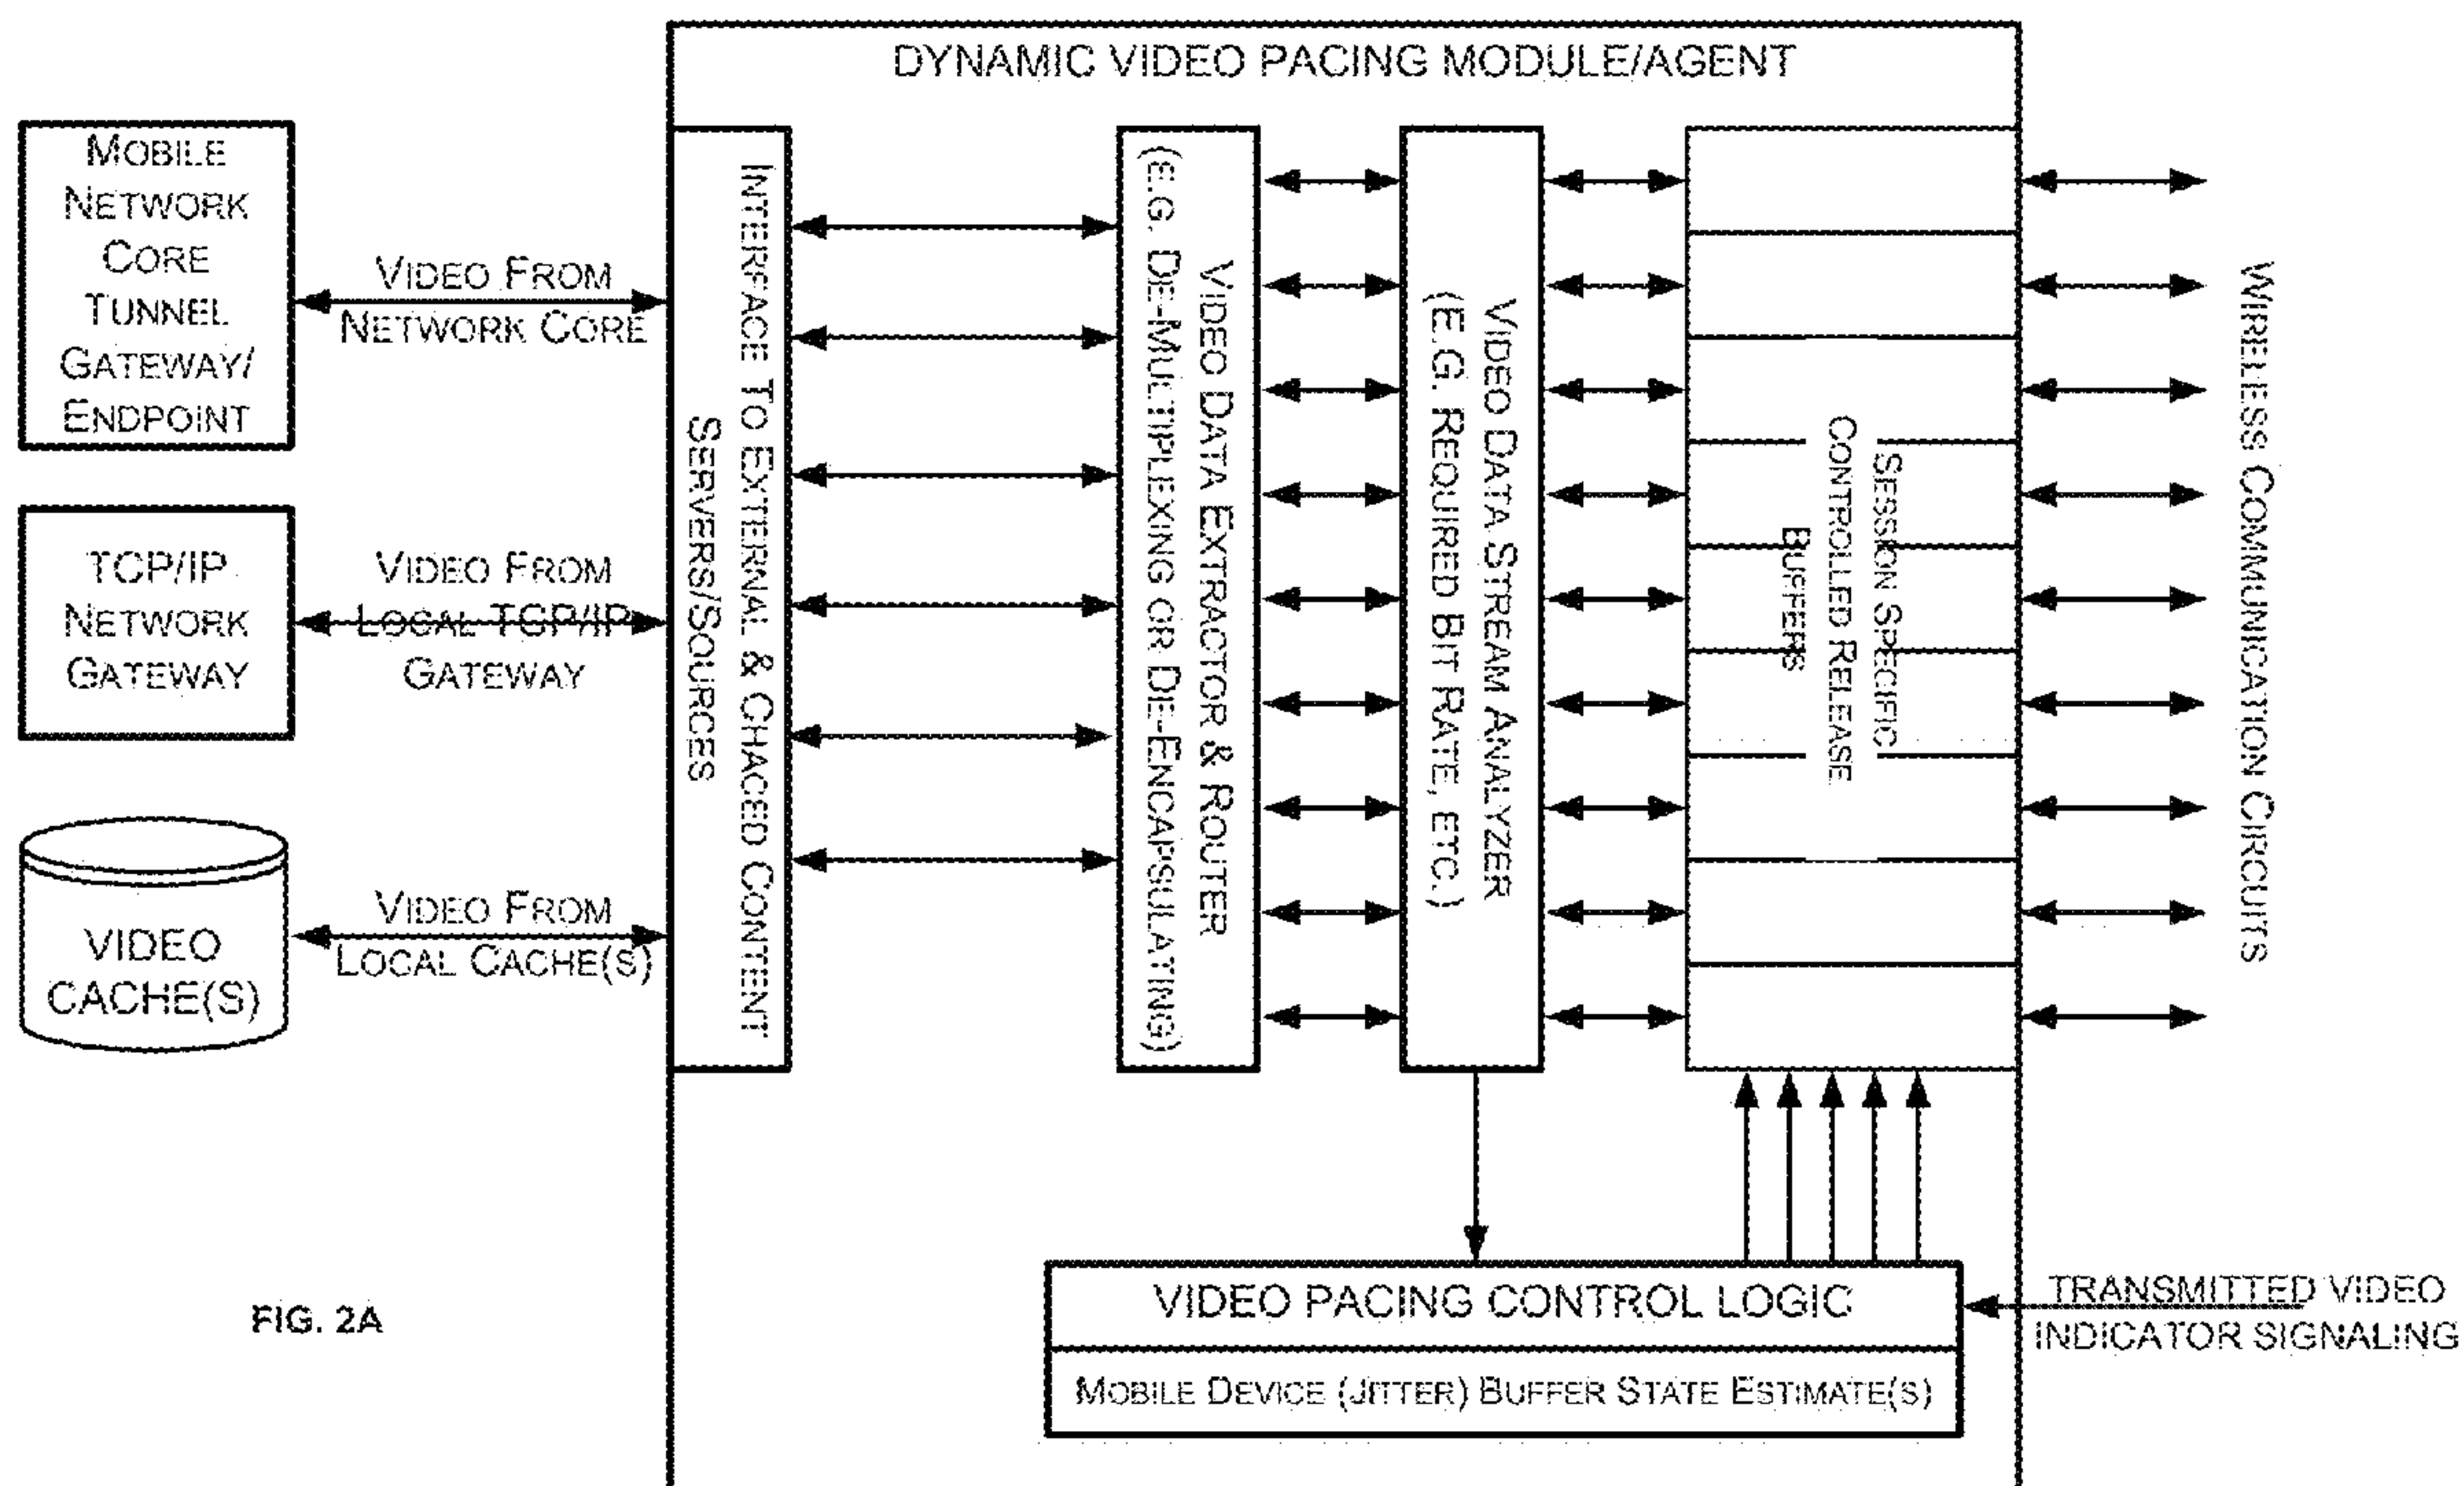 DYNAMIC VIDEO PACING MODULE/AGENT
MOBILE
NETWORK
CORE
TUNNEL
GATEWAY/
ENDPOINT
VIDEO FROM
NETWORK CORE
TCP/IP
NETWORK
GATEWAY
VIDEO FROM
LOCAL TCP/IP
GATEWAY
VIDEO
CACHE(S)
VIDEO FROM
LOCAL CACHE(S)
INTERFACE TO EXTERNAL & CHACED CONTENT
SERVERS/SOURCES
VIDEO DATA EXTRACTOR & ROUTER
(E.G. DE-MULTIPLEXING OR DE-ENCAPSULATING)
VIDEO DATA STREAM ANALYZER
(E.G. REQUIRED BIT RATE, ETC.)
SESSION SPECIFIC
CONTROLLED RELEASE
BUFFERS
WIRELESS COMMUNICATION CIRCUITS
VIDEO PACING CONTROL LOGIC
MOBILE DEVICE (JITTER) BUFFER STATE ESTIMATE(S)
TRANSMITTED VIDEO
INDICATOR SIGNALING
FIG. 2A